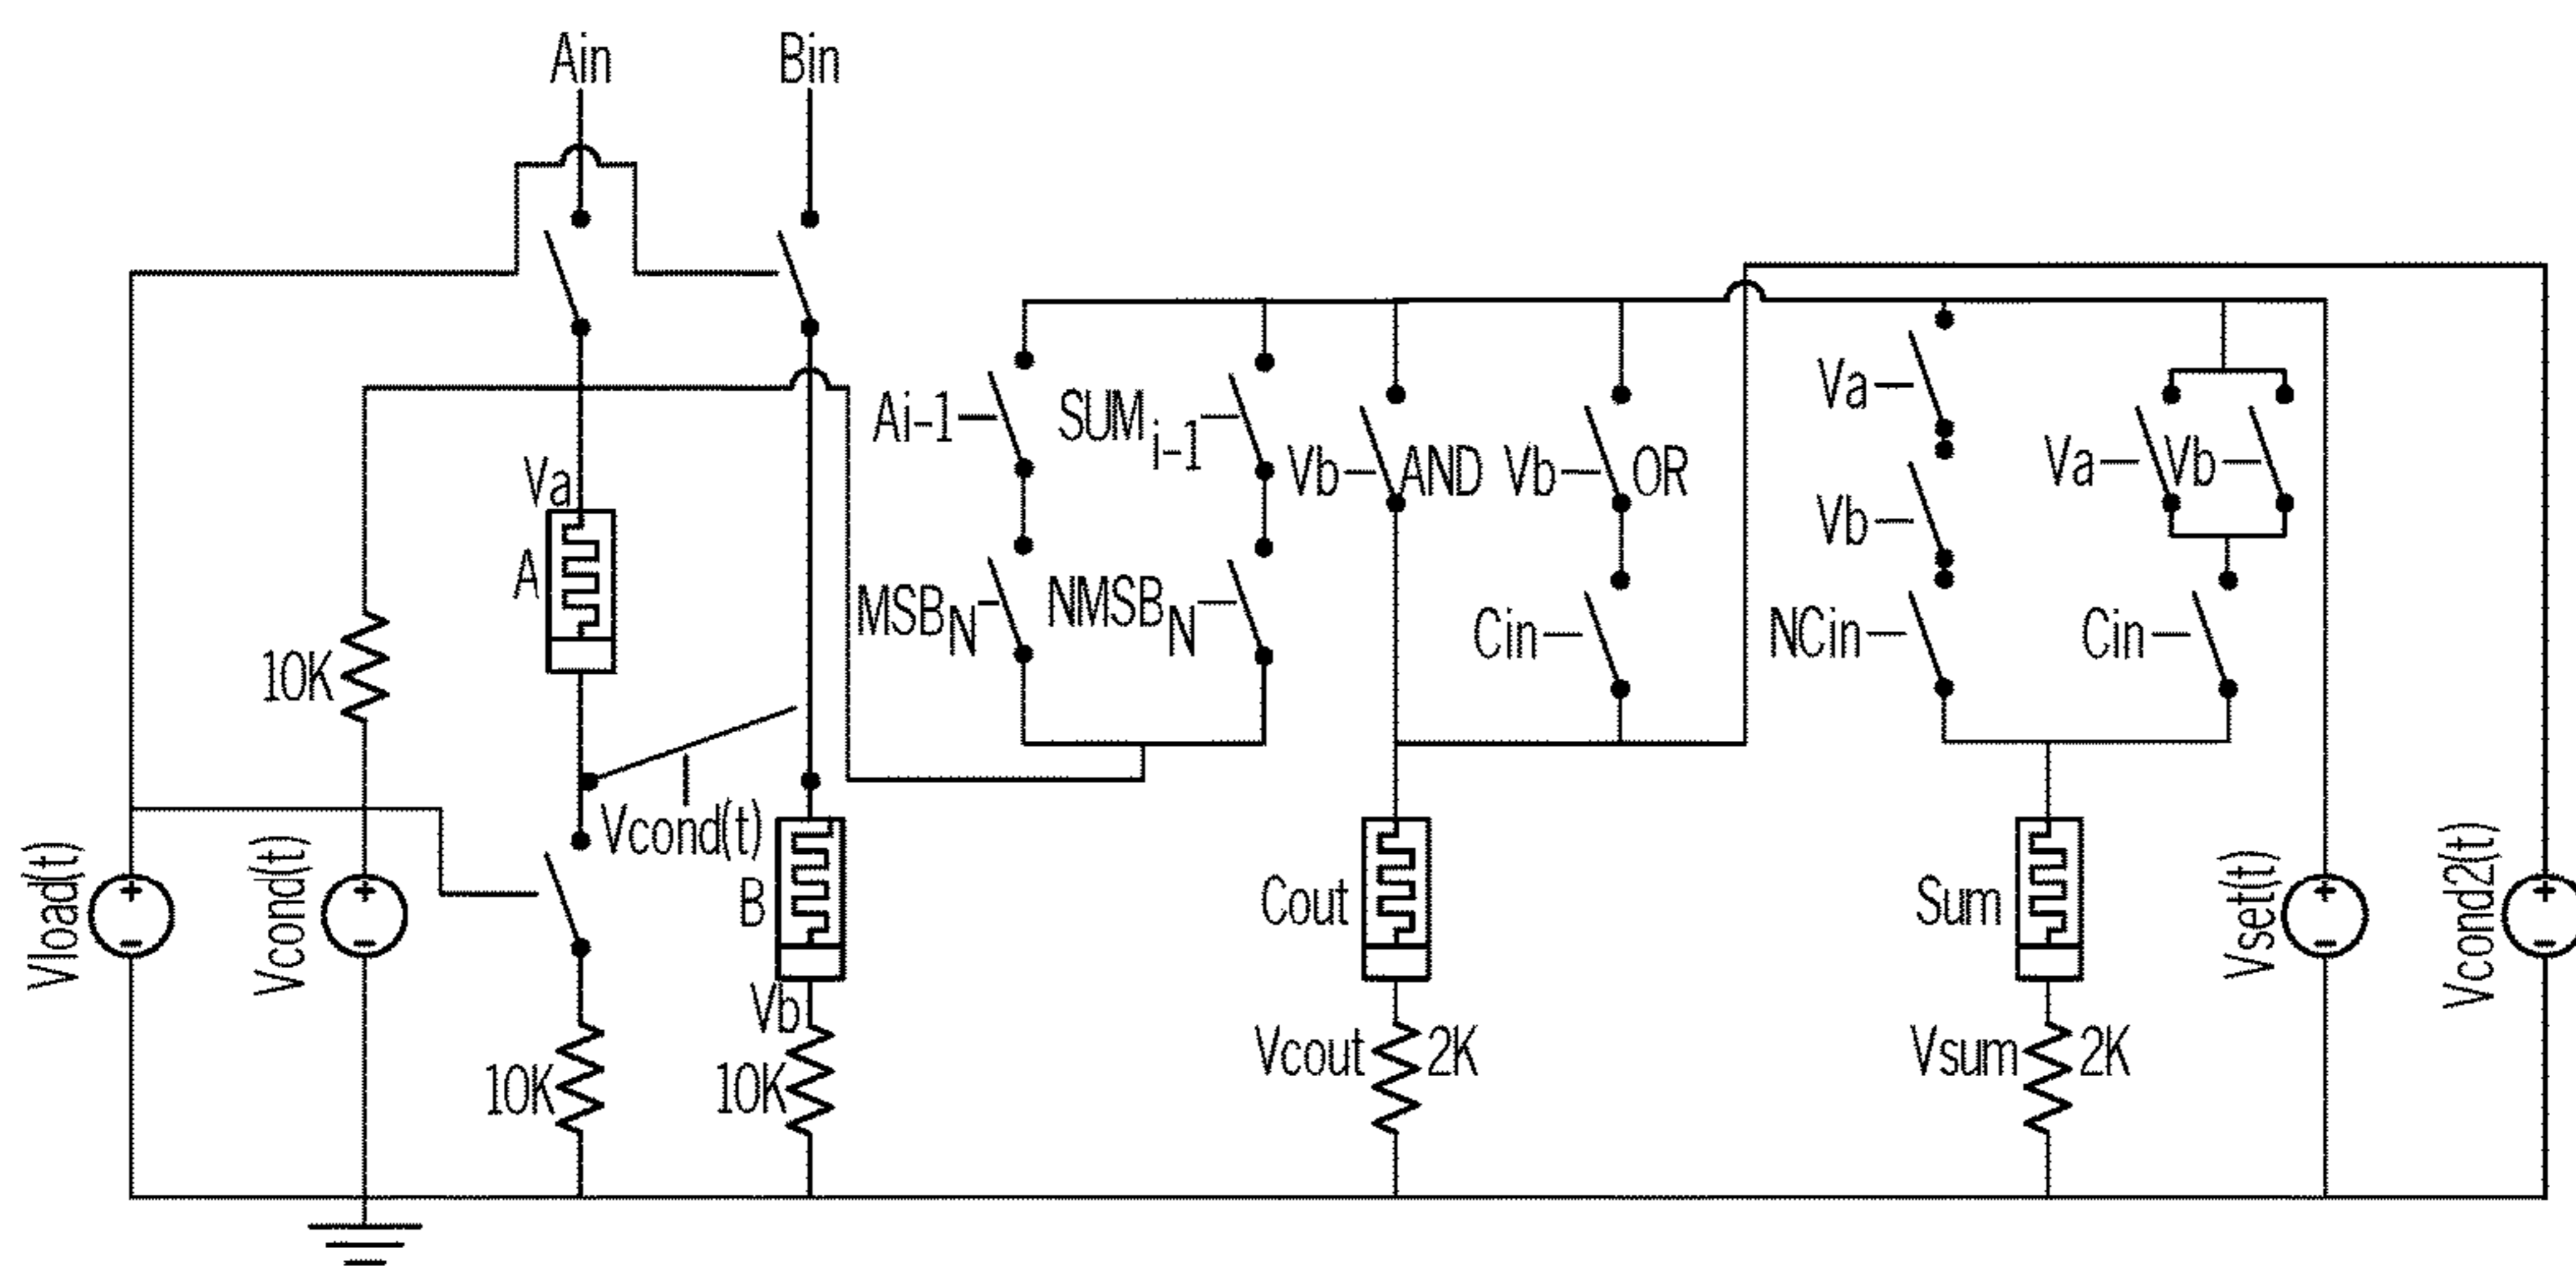 Ain
Bin
Va
A
10K
Vload(t)
Vcond(t)
Vcond(t)
10K
B
Vb
10K
Ai-1
SUMi-1
MSBN
NMSBN
Vb
AND
Vb
OR
Cin
Cout
Vcout
2K
Va
Vb
NCin
Va
Vb
Cin
Sum
Vsum
2K
Vset(t)
Vcond2(t)